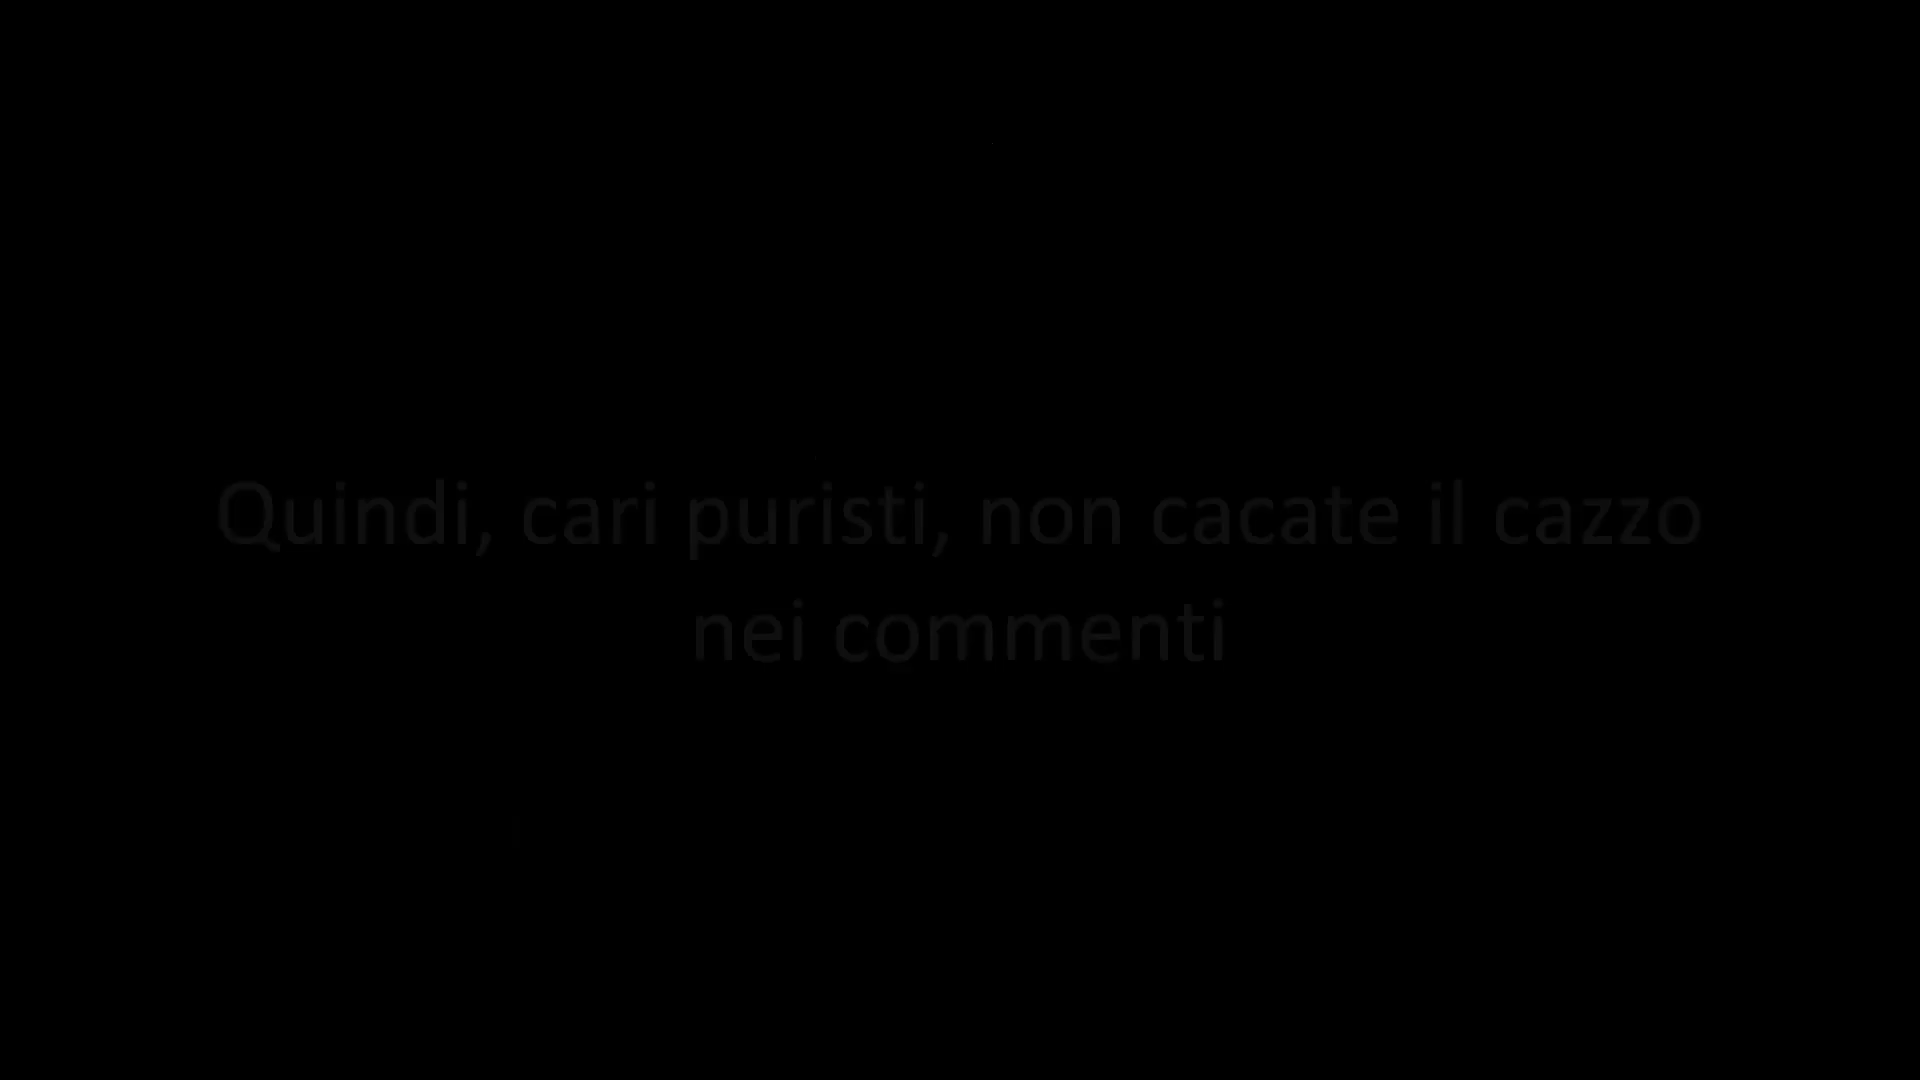 Quindi, cari puristi, non cacate il cazzo
nei commenti